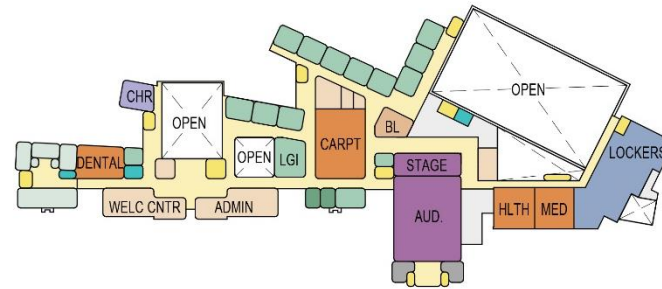 CHR
OPEN
OPEN
BL
LOCKERS
DENTAL
OPEN
LGI
CARPT
STAGE
WELC CNTR
ADMIN
AUD.
HLTH
MED